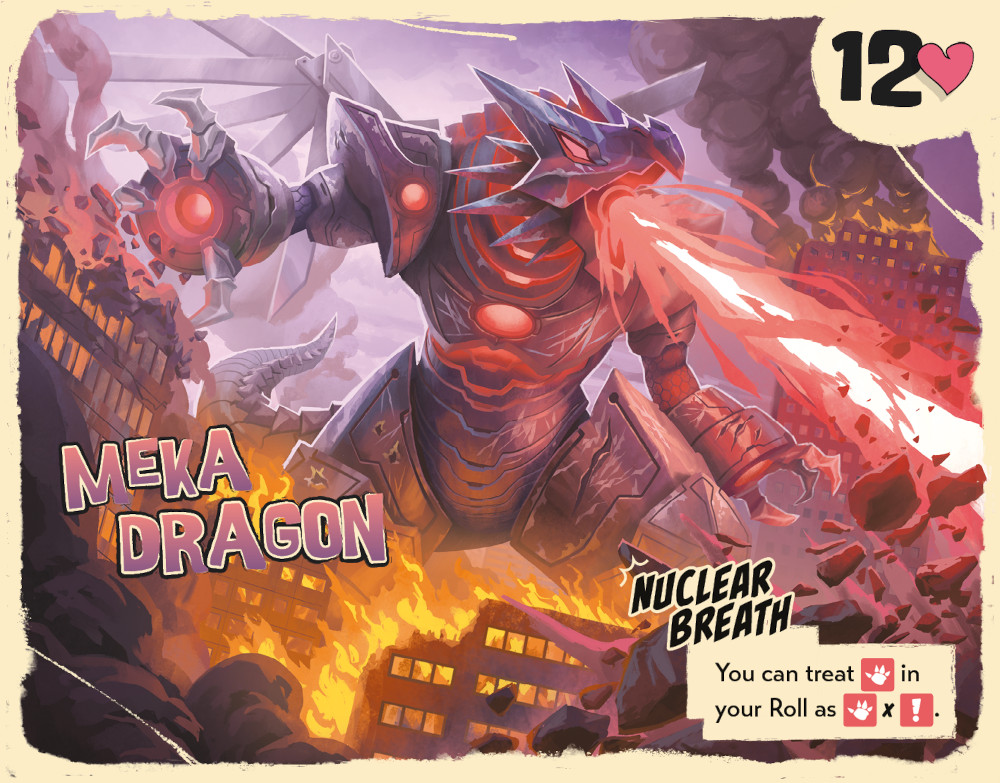 12
MEKA
DRAGON
NUCLEAR
BREATH
You can treat in
your Roll as x !.